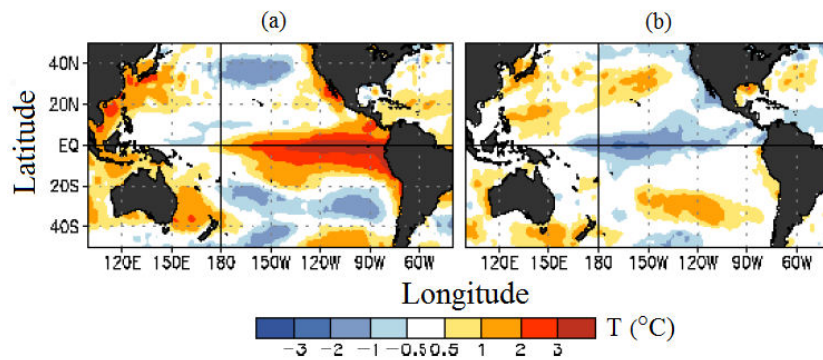 (a) (b)
Latitude
40N
20N
EQ
20S
40S
120E 150E 180 150W 120W 90W 60W 120E 150E 180 150W 120W 90W 60W
Longitude
-3 -2 -1 -0.5 0.5 1 2 3 T (°C)